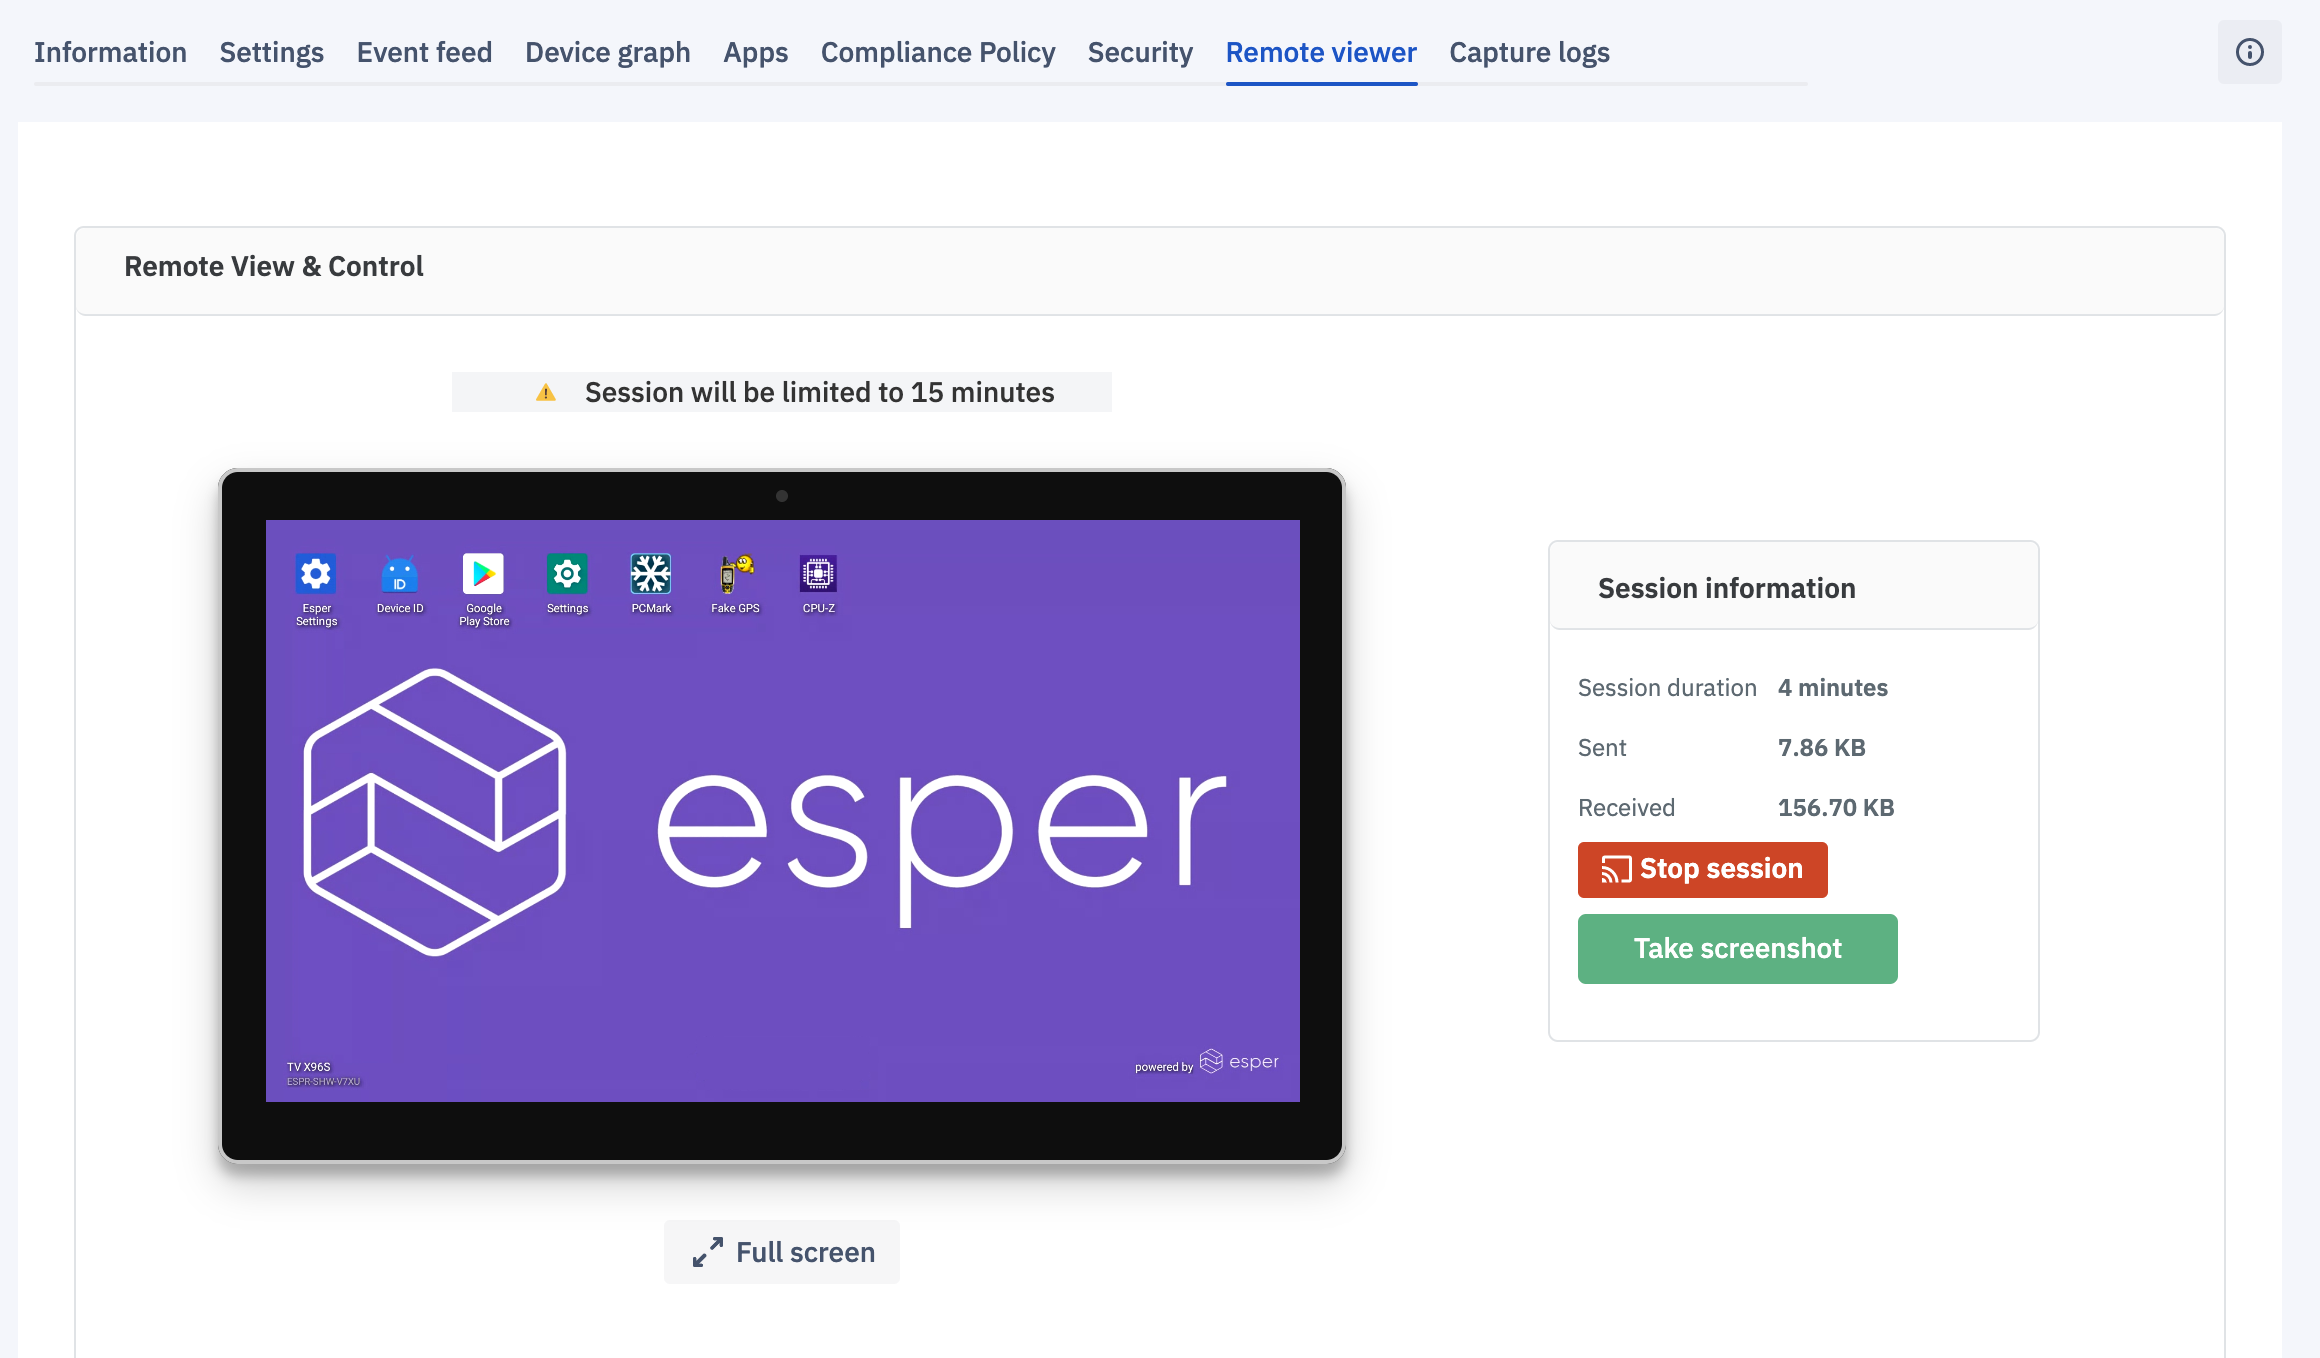 Information Settings Event feed Device graph Apps Compliance Policy Security Remote viewer Capture logs
Remote View & Control
Session will be limited to 15 minutes
Esper
Settings
ID
Device ID
Google
Play Store
Settings
PCMark
Fake GPS
CPU-Z
esper
TV X96S
ESPR-SHW-V7XU
powered by esper
Session information
Session duration 4 minutes
Sent 7.86 KB
Received 156.70 KB
Stop session
Take screenshot
Full screen